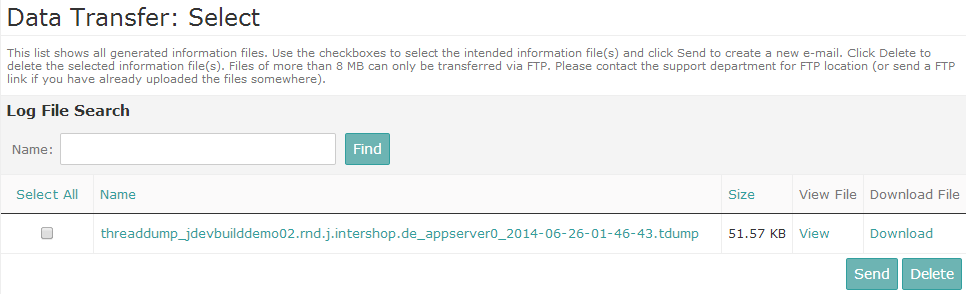 Data Transfer: Select
This list shows all generated information files. Use the checkboxes to select the intended information file(s) and click Send to create a new e-mail. Click Delete to
delete the selected information file(s). Files of more than 8 MB can only be transferred via FTP. Please contact the support department for FTP location (or send a FTP
link if you have already uploaded the files somewhere).
Log File Search
Name: Find
Select All Name Size View File Download File
threaddump_jdevbuilddemo02.rnd.j.intershop.de_appserver0_2014-06-26-01-46-43.tdump 51.57 KB View Download
Send Delete